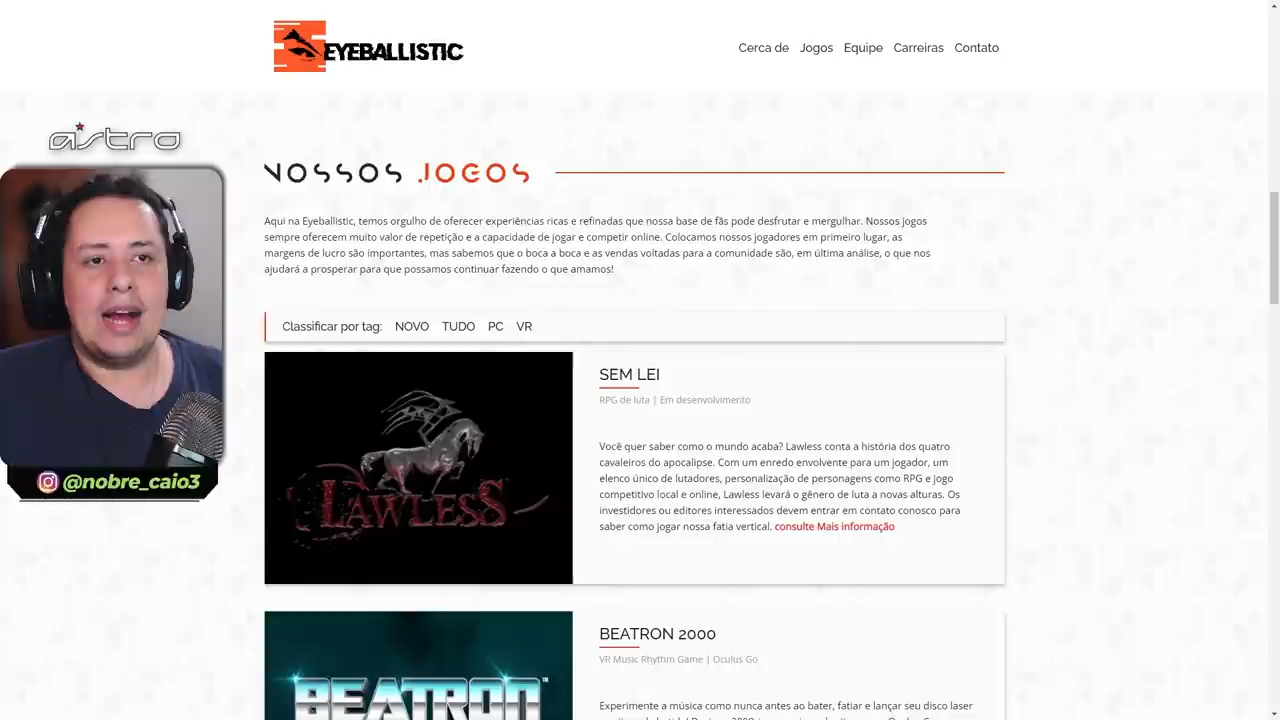 EYEBALLISTIC
Cerca de Jogos Equipe Carreiras Contato
astro
NOSSOS JOGOS
Aqui na Eyeballistic, temos orgulho de oferecer experiências ricas e refinadas que nossa base de fãs pode desfrutar e mergulhar. Nossos jogos
sempre oferecem muito valor de repetição e a capacidade de jogar e competir online. Colocamos nossos jogadores em primeiro lugar, as
margens de lucro são importantes, mas sabemos que o boca a boca e as vendas voltadas para a comunidade são, em última análise, o que nos
ajudará a prosperar para que possamos continuar fazendo o que amamos!
Classificar por tag: NOVO TUDO PC VR
SEM LEI
RPG de luta | Em desenvolvimento
Você quer saber como o mundo acaba? Lawless conta a história dos quatro
cavaleiros do apocalipse. Com um enredo envolvente para um jogador, um
elenco único de lutadores, personalização de personagens como RPG e jogo
competitivo local e online, Lawless levará o gênero de luta a novas alturas. Os
investidores ou editores interessados devem entrar em contato conosco para
saber como jogar nossa fatia vertical. consulte Mais informação
LAWLESS
@nobre_caio3
BEATRON 2000
VR Music Rhythm Game | Oculus Go
Experimente a música como nunca antes ao bater, fatiar e lançar seu disco laser
BEATRON™